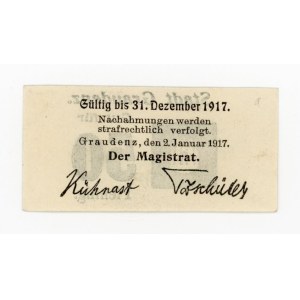 Gültig bis 31. Dezember 1917.
Nachahmungen werden
strafrechtlich verfolgt.
Graudenz, den 2. Januar 1917.
Der Magistrat.
Kühnast